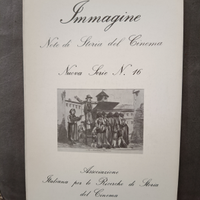 Immagine
Note di Storia del Cinema
Nuova Serie N. 16
Associazione
Italiana per le Ricerche di Storia
del Cinema